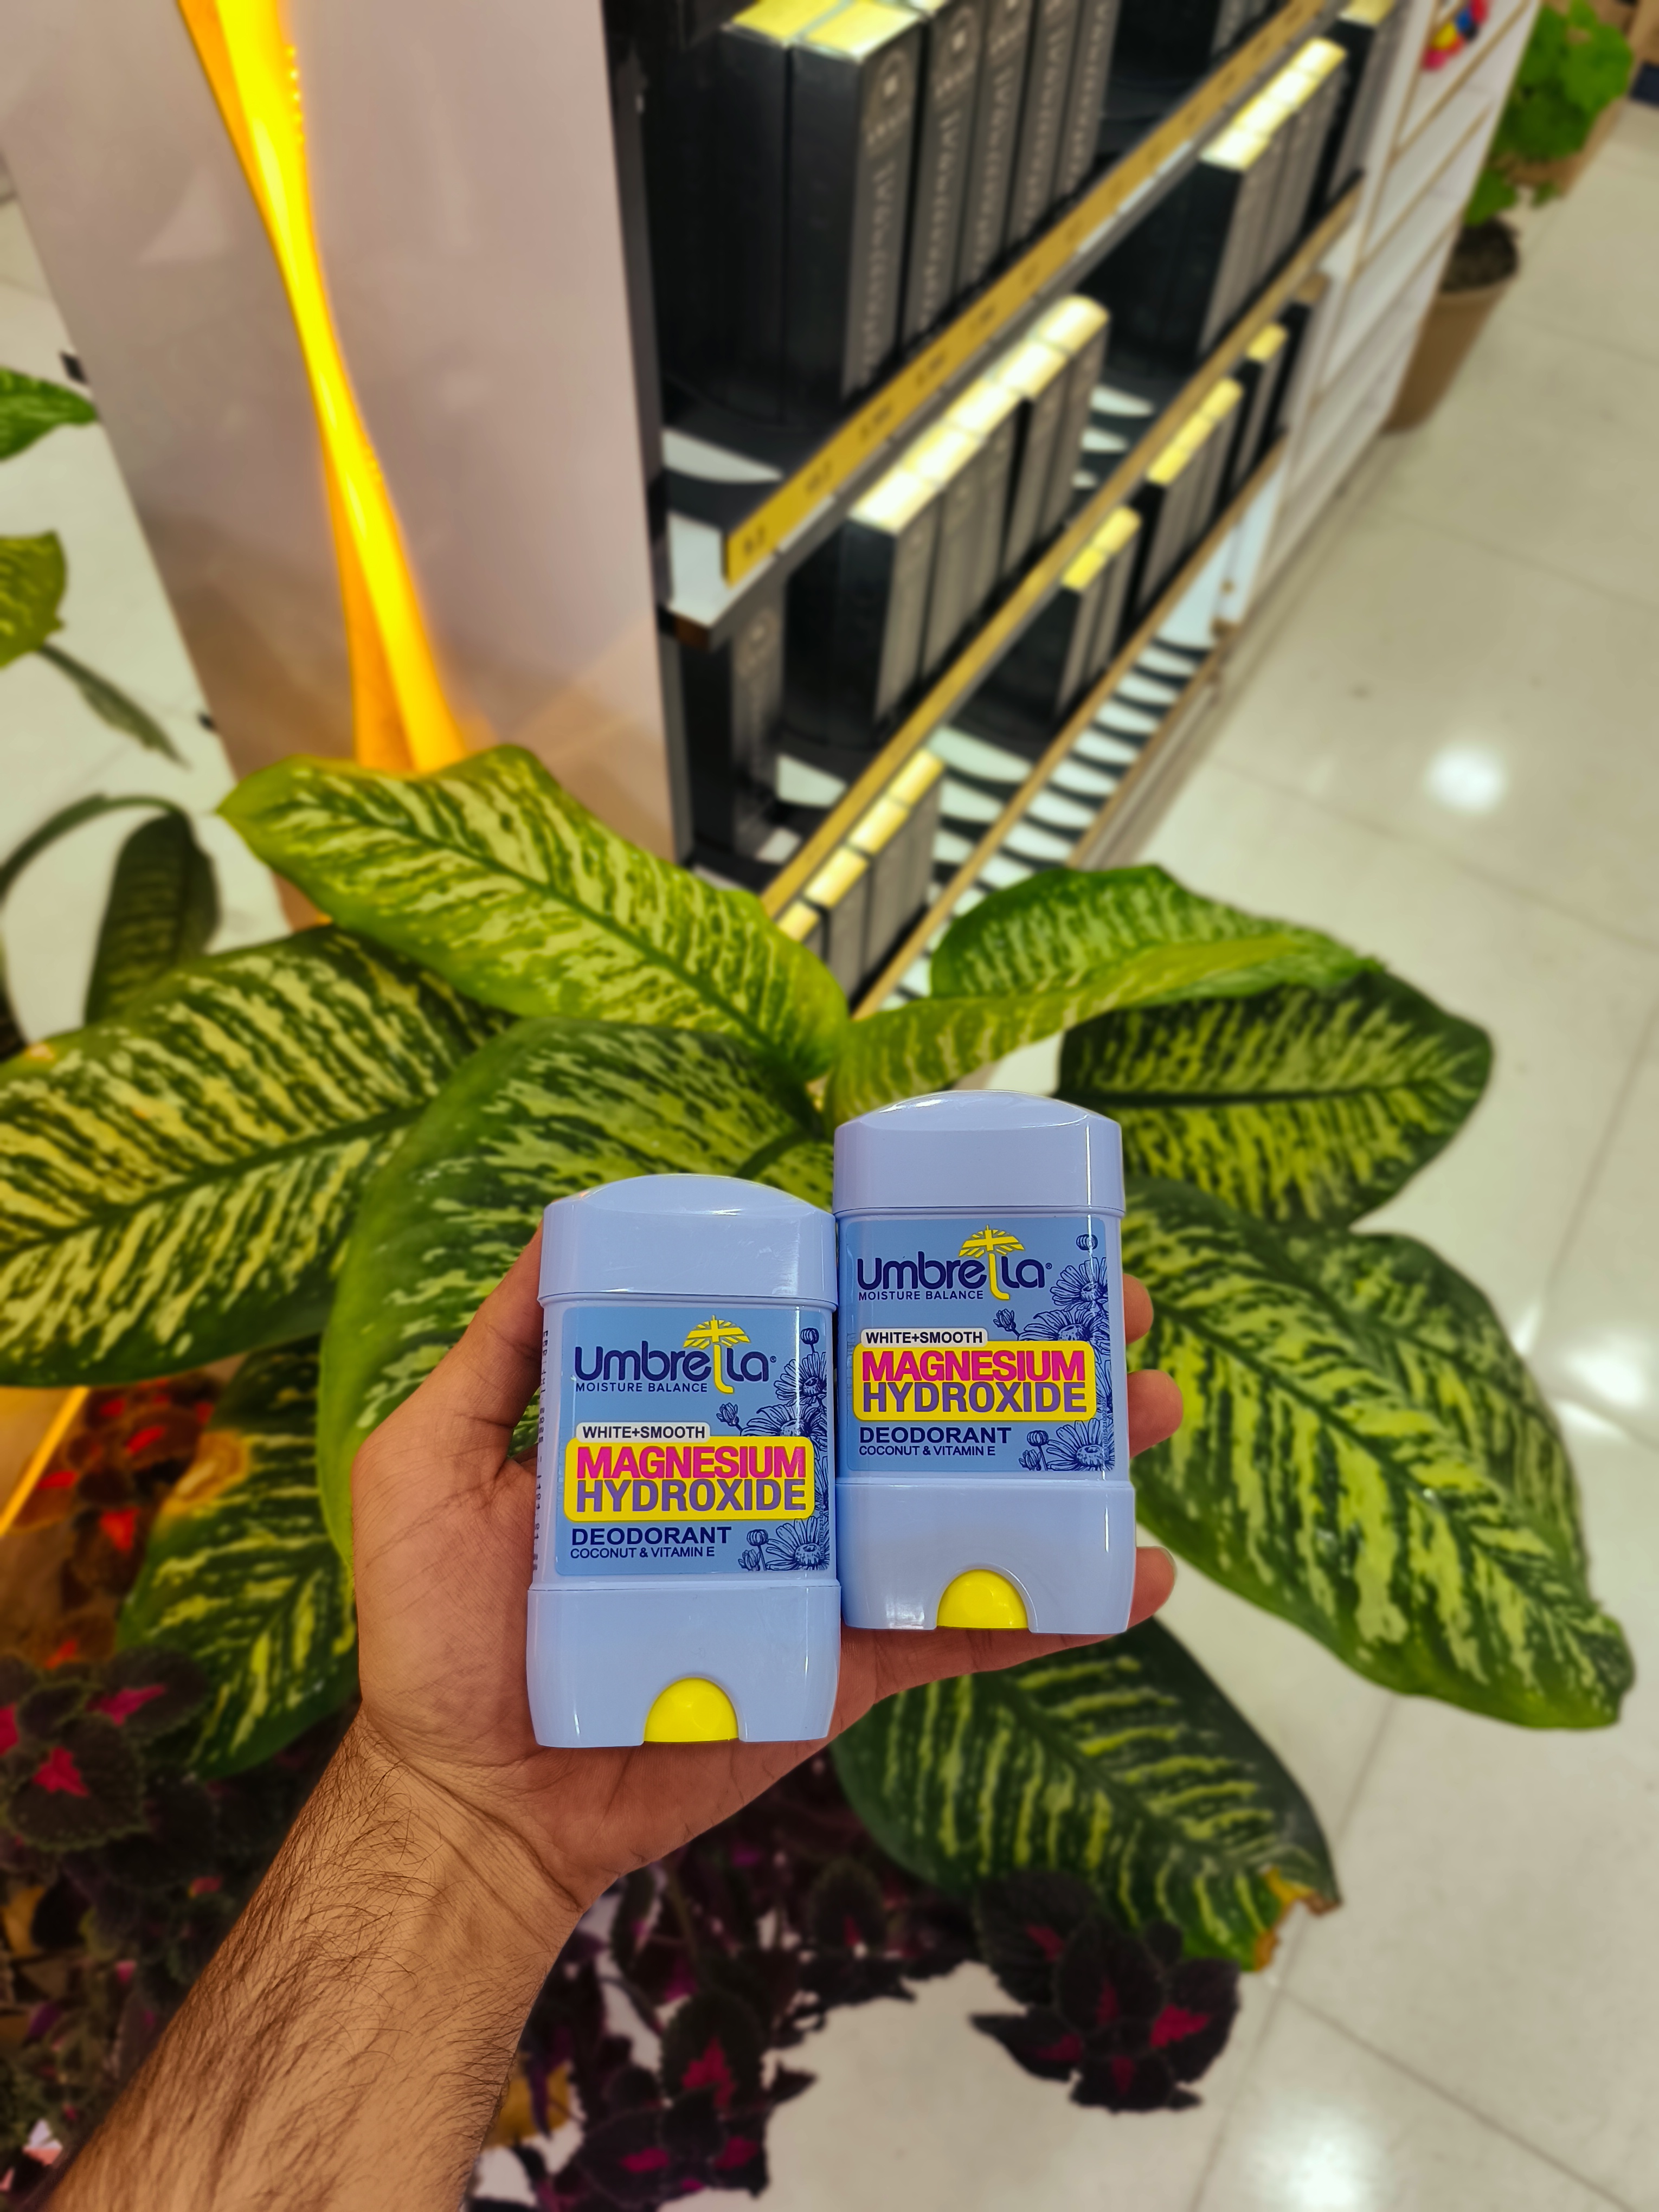 Umbrella®
MOISTURE BALANCE
WHITE+SMOOTH
MAGNESIUM
HYDROXIDE
DEODORANT
COCONUT & VITAMIN E
Umbrella®
MOISTURE BALANCE
WHITE+SMOOTH
MAGNESIUM
HYDROXIDE
DEODORANT
COCONUT & VITAMIN E